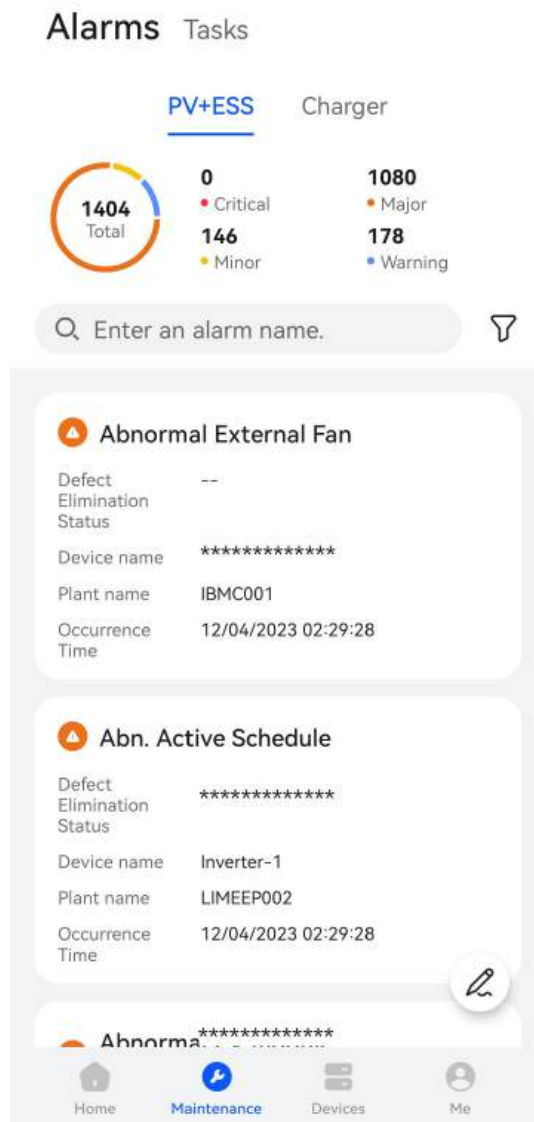 Alarms Tasks
PV+ESS Charger
1404
Total
0
Critical
1080
Major
146
Minor
178
Warning
Enter an alarm name.
Abnormal External Fan
Defect
Elimination
Status
--
Device name *************
Plant name IBMC001
Occurrence
Time
12/04/2023 02:29:28
Abn. Active Schedule
Defect
Elimination
Status
*************
Device name Inverter-1
Plant name LIMEEP002
Occurrence
Time
12/04/2023 02:29:28
*************
Home Maintenance Devices Me